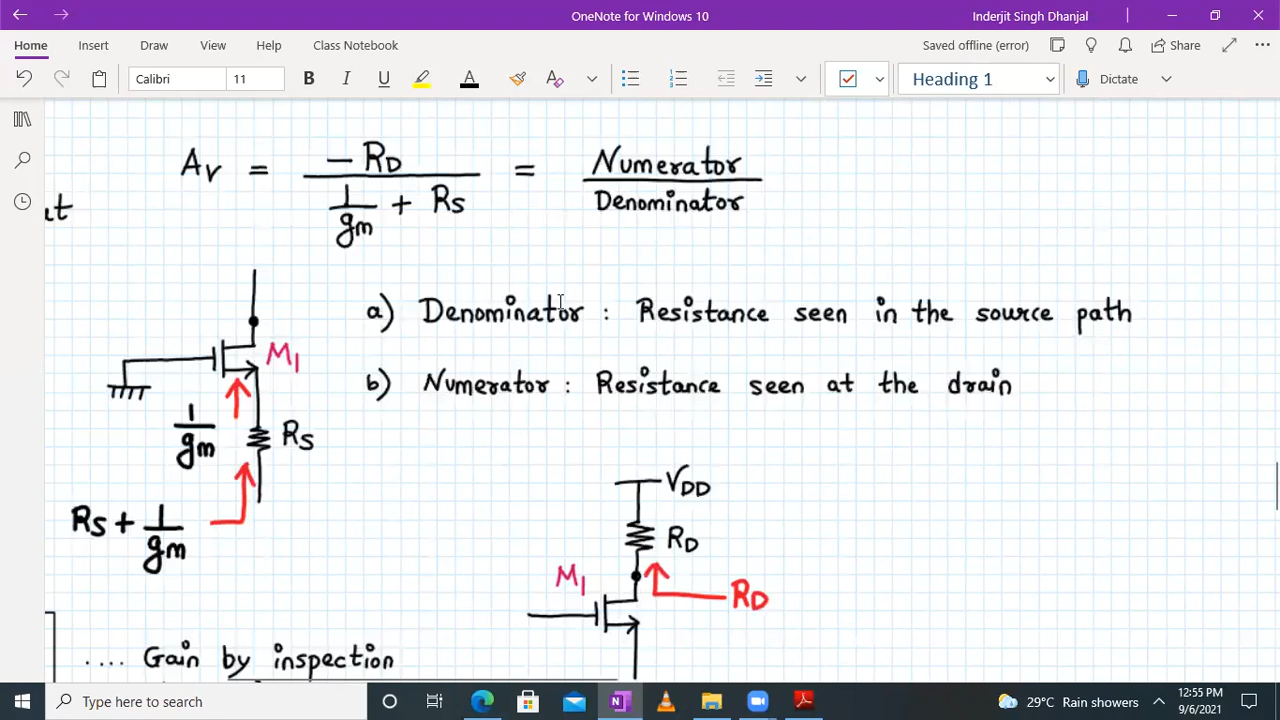 OneNote for Windows 10
Inderjit Singh Dhanjal
Home Insert Draw View Help Class Notebook
Saved offline (error)
Share
Calibri 11 B I U A
Heading 1
Dictate
Av = -RD / (1/gm + Rs) = Numerator / Denominator
at
a) Denominator : Resistance seen in the source path
M1
b) Numerator : Resistance seen at the drain
1/gm
Rs
VDD
Rs + 1/gm
RD
M1
RD
.... Gain by inspection
Type here to search
29°C Rain showers
12:55 PM
9/6/2021